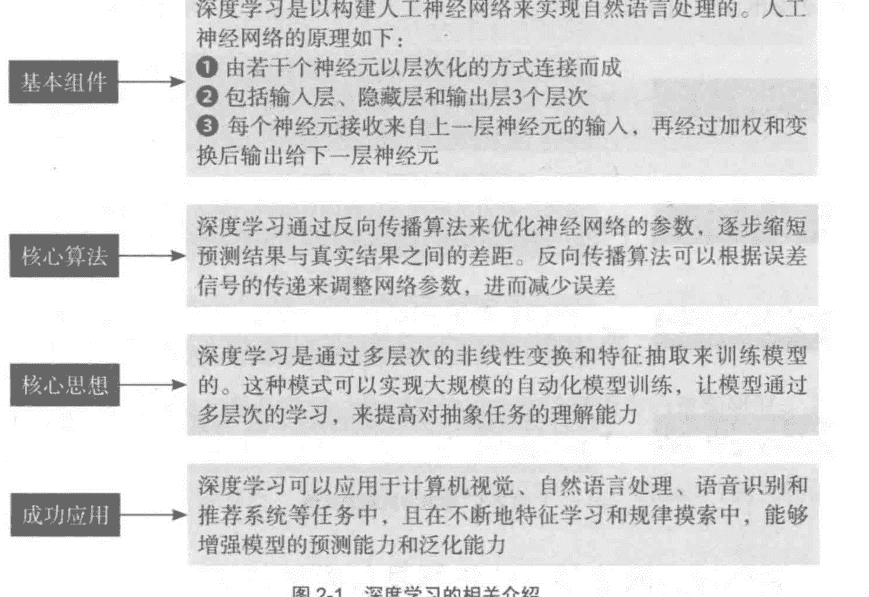 深度学习是以构建人工神经网络来实现自然语言处理的。人工
神经网络的原理如下：
基本组件
❶ 由若干个神经元以层次化的方式连接而成
❷ 包括输入层、隐藏层和输出层3个层次
❸ 每个神经元接收来自上一层神经元的输入，再经过加权和变
换后输出给下一层神经元
核心算法
深度学习通过反向传播算法来优化神经网络的参数，逐步缩短
预测结果与真实结果之间的差距。反向传播算法可以根据误差
信号的传递来调整网络参数，进而减少误差
核心思想
深度学习是通过多层次的非线性变换和特征抽取来训练模型
的。这种模式可以实现大规模的自动化模型训练，让模型通过
多层次的学习，来提高对抽象任务的理解能力
成功应用
深度学习可以应用于计算机视觉、自然语言处理、语音识别和
推荐系统等任务中，且在不断地特征学习和规律摸索中，能够
增强模型的预测能力和泛化能力
图 2-1 深度学习的相关介绍